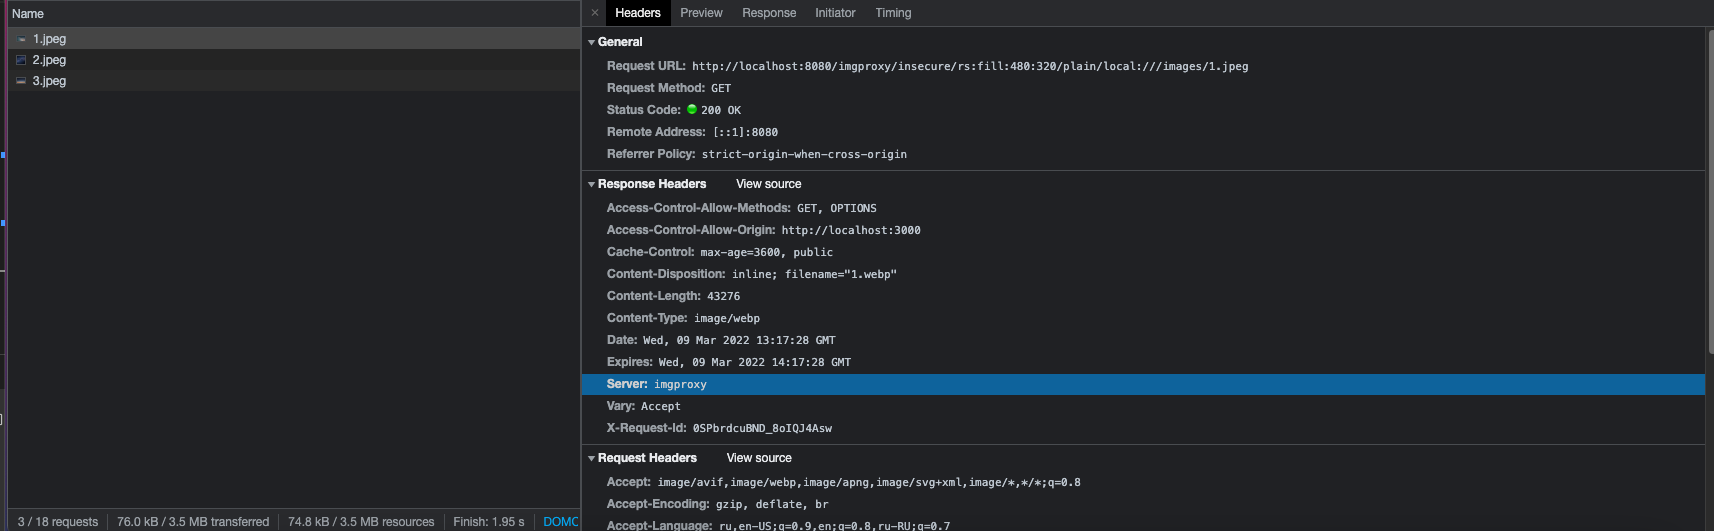 Name
1.jpeg
2.jpeg
3.jpeg
3 / 18 requests 76.0 kB / 3.5 MB transferred 74.8 kB / 3.5 MB resources Finish: 1.95 s DOMC
× Headers Preview Response Initiator Timing
General
Request URL: http://localhost:8080/imgproxy/insecure/rs:fill:480:320/plain/local:///images/1.jpeg
Request Method: GET
Status Code: 200 OK
Remote Address: [::1]:8080
Referrer Policy: strict-origin-when-cross-origin
Response Headers View source
Access-Control-Allow-Methods: GET, OPTIONS
Access-Control-Allow-Origin: http://localhost:3000
Cache-Control: max-age=3600, public
Content-Disposition: inline; filename="1.webp"
Content-Length: 43276
Content-Type: image/webp
Date: Wed, 09 Mar 2022 13:17:28 GMT
Expires: Wed, 09 Mar 2022 14:17:28 GMT
Server: imgproxy
Vary: Accept
X-Request-Id: 0SPbrdcuBND_8oIQJ4Asw
Request Headers View source
Accept: image/avif,image/webp,image/apng,image/svg+xml,image/*,*/*;q=0.8
Accept-Encoding: gzip, deflate, br
Accept-Language: ru,en-US;q=0.9,en;q=0.8,ru-RU;q=0.7